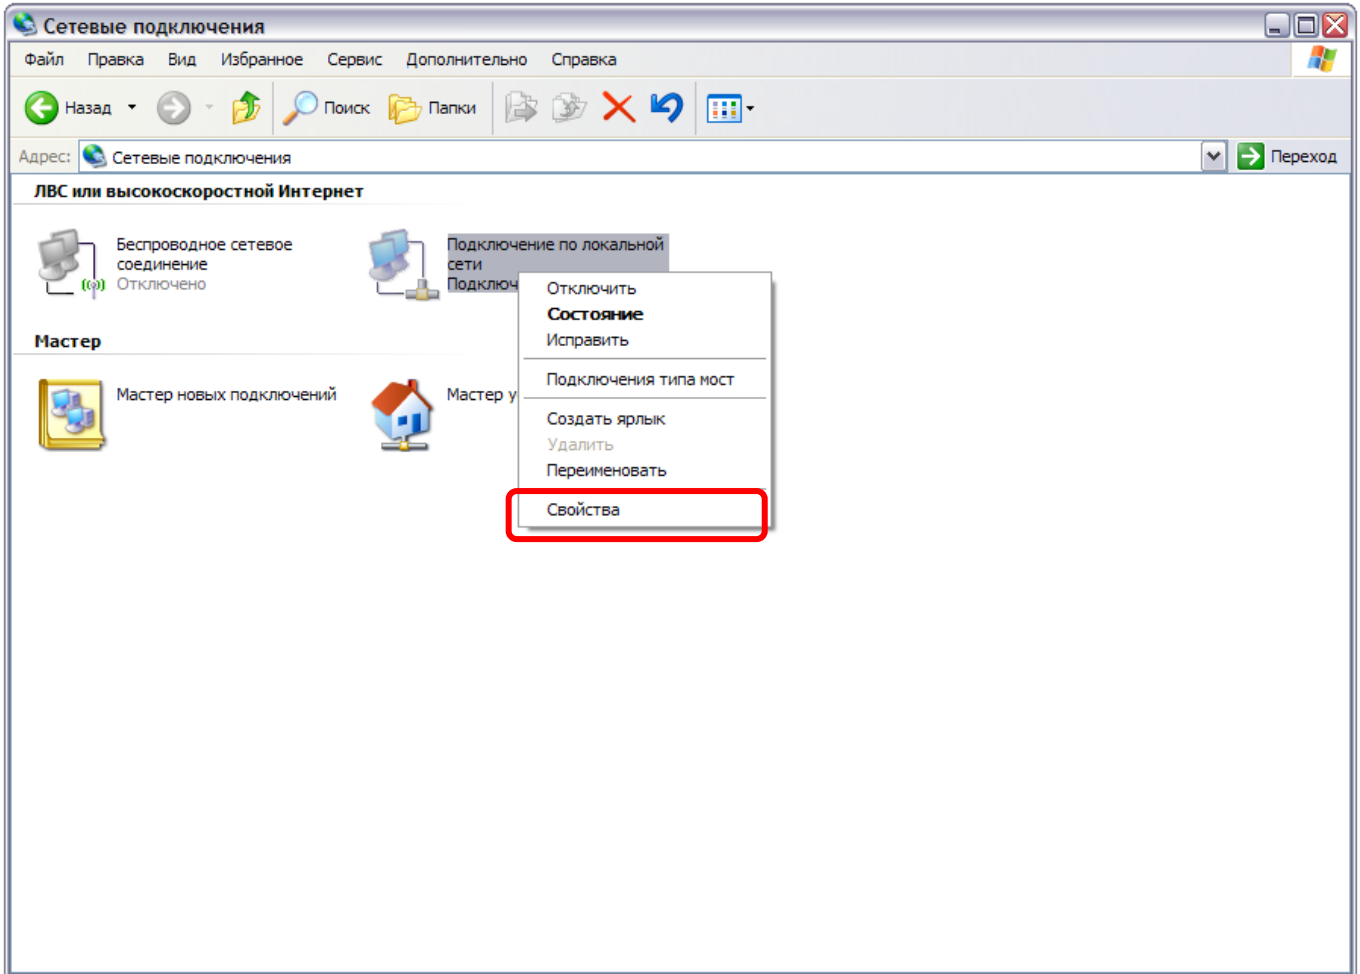 Сетевые подключения
Файл Правка Вид Избранное Сервис Дополнительно Справка
Назад Поиск Папки
Адрес: Сетевые подключения Переход
ЛВС или высокоскоростной Интернет
Беспроводное сетевое
соединение
Отключено
Подключение по локальной
сети
Подключ
Отключить
Состояние
Исправить
Подключения типа мост
Создать ярлык
Удалить
Переименовать
Свойства
Мастер
Мастер новых подключений
Мастер у